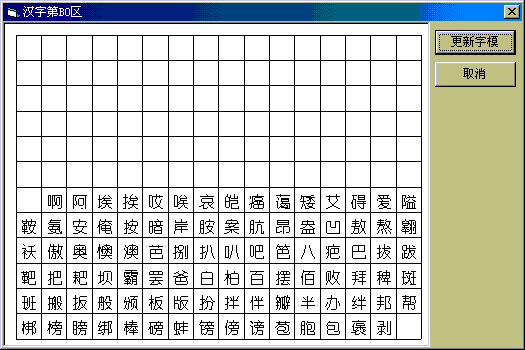 汉字第B0区
更新字模
取消
啊 阿 埃 挨 哎 唉 哀 皑 癌 蔼 矮 艾 碍 爱 隘
鞍 氨 安 俺 按 暗 岸 胺 案 肮 昂 盎 凹 敖 熬 翱
袄 傲 奥 懊 澳 芭 捌 扒 叭 吧 笆 八 疤 巴 拔 跋
靶 把 耙 坝 霸 罢 爸 白 柏 百 摆 佰 败 拜 稗 斑
班 搬 扳 般 颁 板 版 扮 拌 伴 瓣 半 办 绊 邦 帮
梆 榜 膀 绑 棒 磅 蚌 镑 傍 谤 苞 胞 包 褒 剥